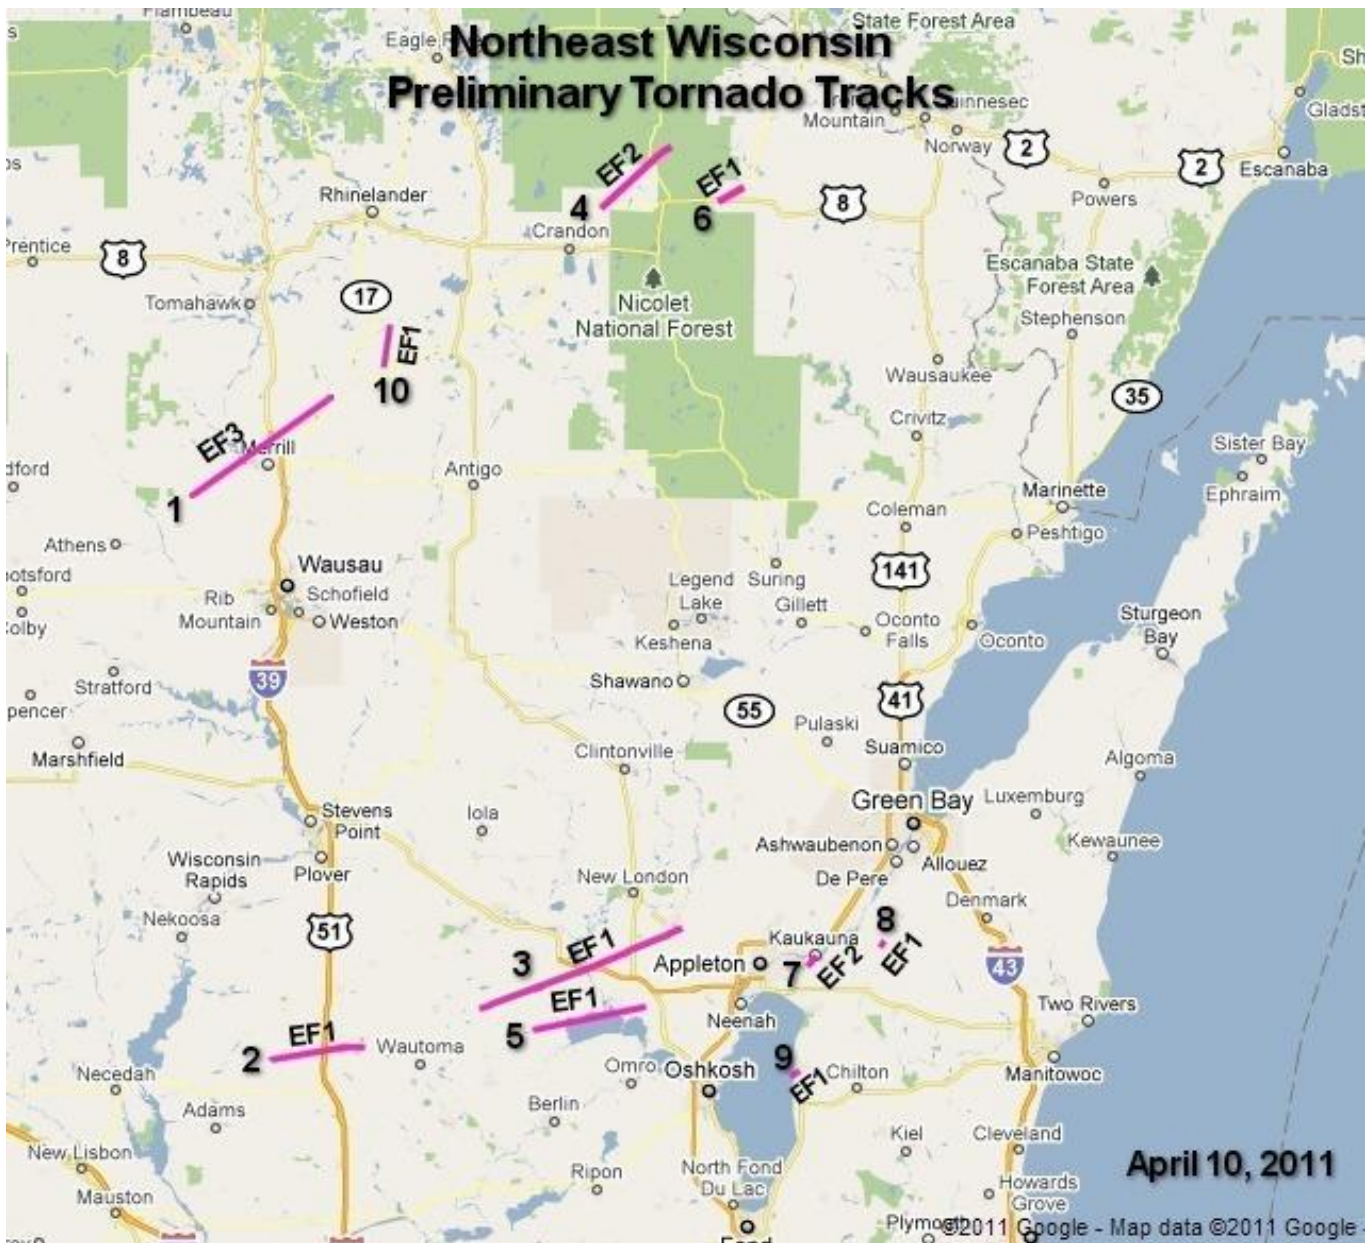 Flambeau
State Forest Area
Eagle
Northeast Wisconsin
Preliminary Tornado Tracks
Mountain
Norway
2
2
Gladst
Escanaba
EF2
EF1
4
6
8
Powers
Rhinelander
Crandon
Prentice
8
Escanaba State
Forest Area
Tomahawk
17
Nicolet
National Forest
Stephenson
EF1
10
Wausaukee
35
Crivitz
EF3
Merrill
1
Antigo
Sister Bay
Ephraim
Marinette
Coleman
Peshtigo
Athens
141
Wausau
Legend
Lake
Suring
Gillett
Rib
Mountain
Schofield
Weston
Keshena
Oconto
Falls
Oconto
Sturgeon
Bay
39
Stratford
Shawano
55
41
Pulaski
Marshfield
Clintonville
Suamico
Algoma
Green Bay
Luxemburg
Stevens
Point
Iola
Ashwaubenon
Allouez
Kewaunee
Wisconsin
Rapids
Plover
New London
De Pere
Denmark
Nekoosa
51
3
EF1
Appleton
Kaukauna
7
EF2
8
EF1
43
EF1
5
Neenah
Two Rivers
2
EF1
Wautoma
Omro
Oshkosh
9
EF1
Chilton
Manitowoc
Necedah
Adams
Berlin
New Lisbon
Kiel
Cleveland
April 10, 2011
Mauston
Ripon
North Fond
Du Lac
Howards
Grove
©2011 Google - Map data ©2011 Google -